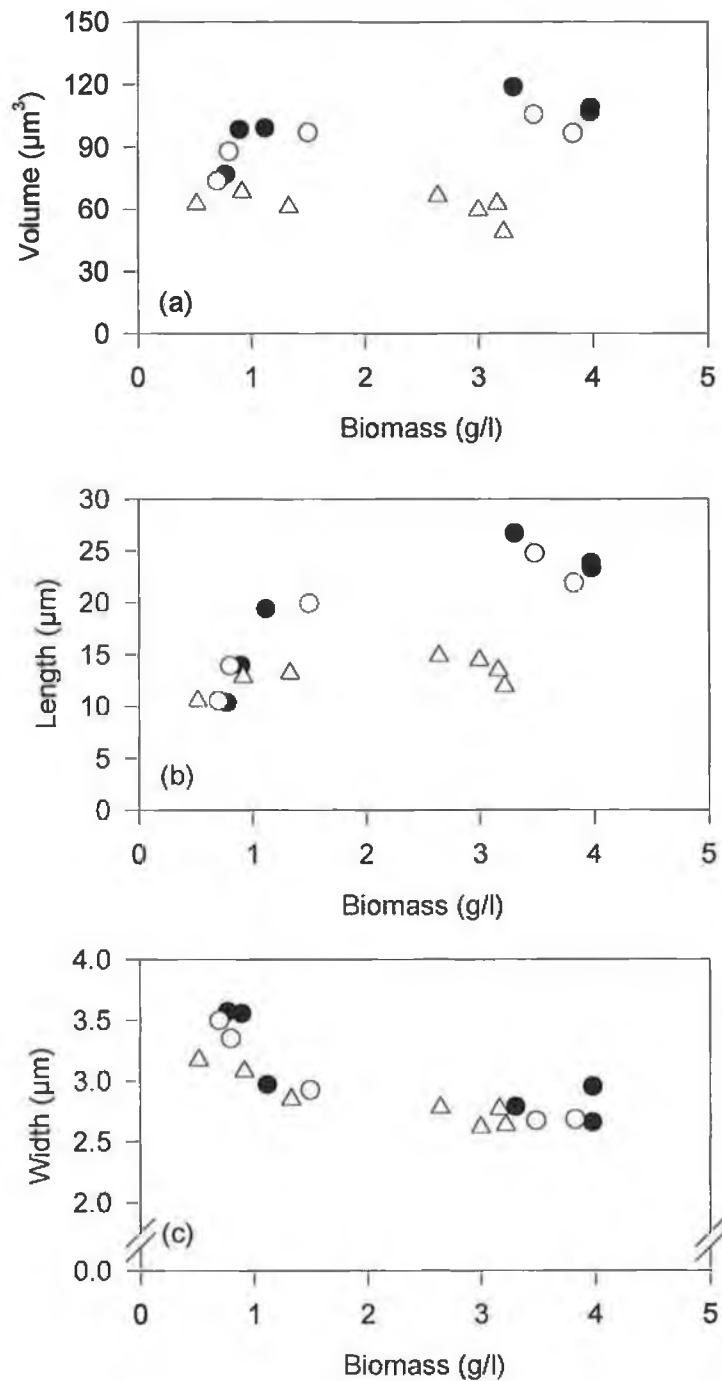 150
120
90
60
30
0
Volume (µm³)
(a)
0 1 2 3 4 5
Biomass (g/l)
30
25
20
15
10
5
0
Length (µm)
(b)
0 1 2 3 4 5
Biomass (g/l)
4.0
3.5
3.0
2.5
2.0
0.0
Width (µm)
(c)
0 1 2 3 4 5
Biomass (g/l)